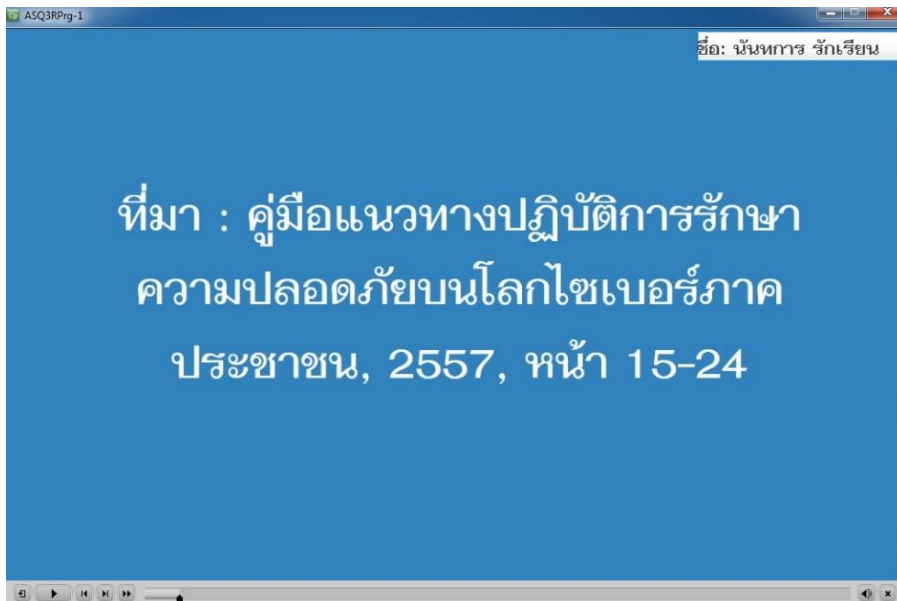 ASQ3RPrg-1
ชื่อ: นันทการ รักเรียน
ที่มา : คู่มือแนวทางปฏิบัติการรักษา
ความปลอดภัยบนโลกไซเบอร์ภาค
ประชาชน, 2557, หน้า 15-24